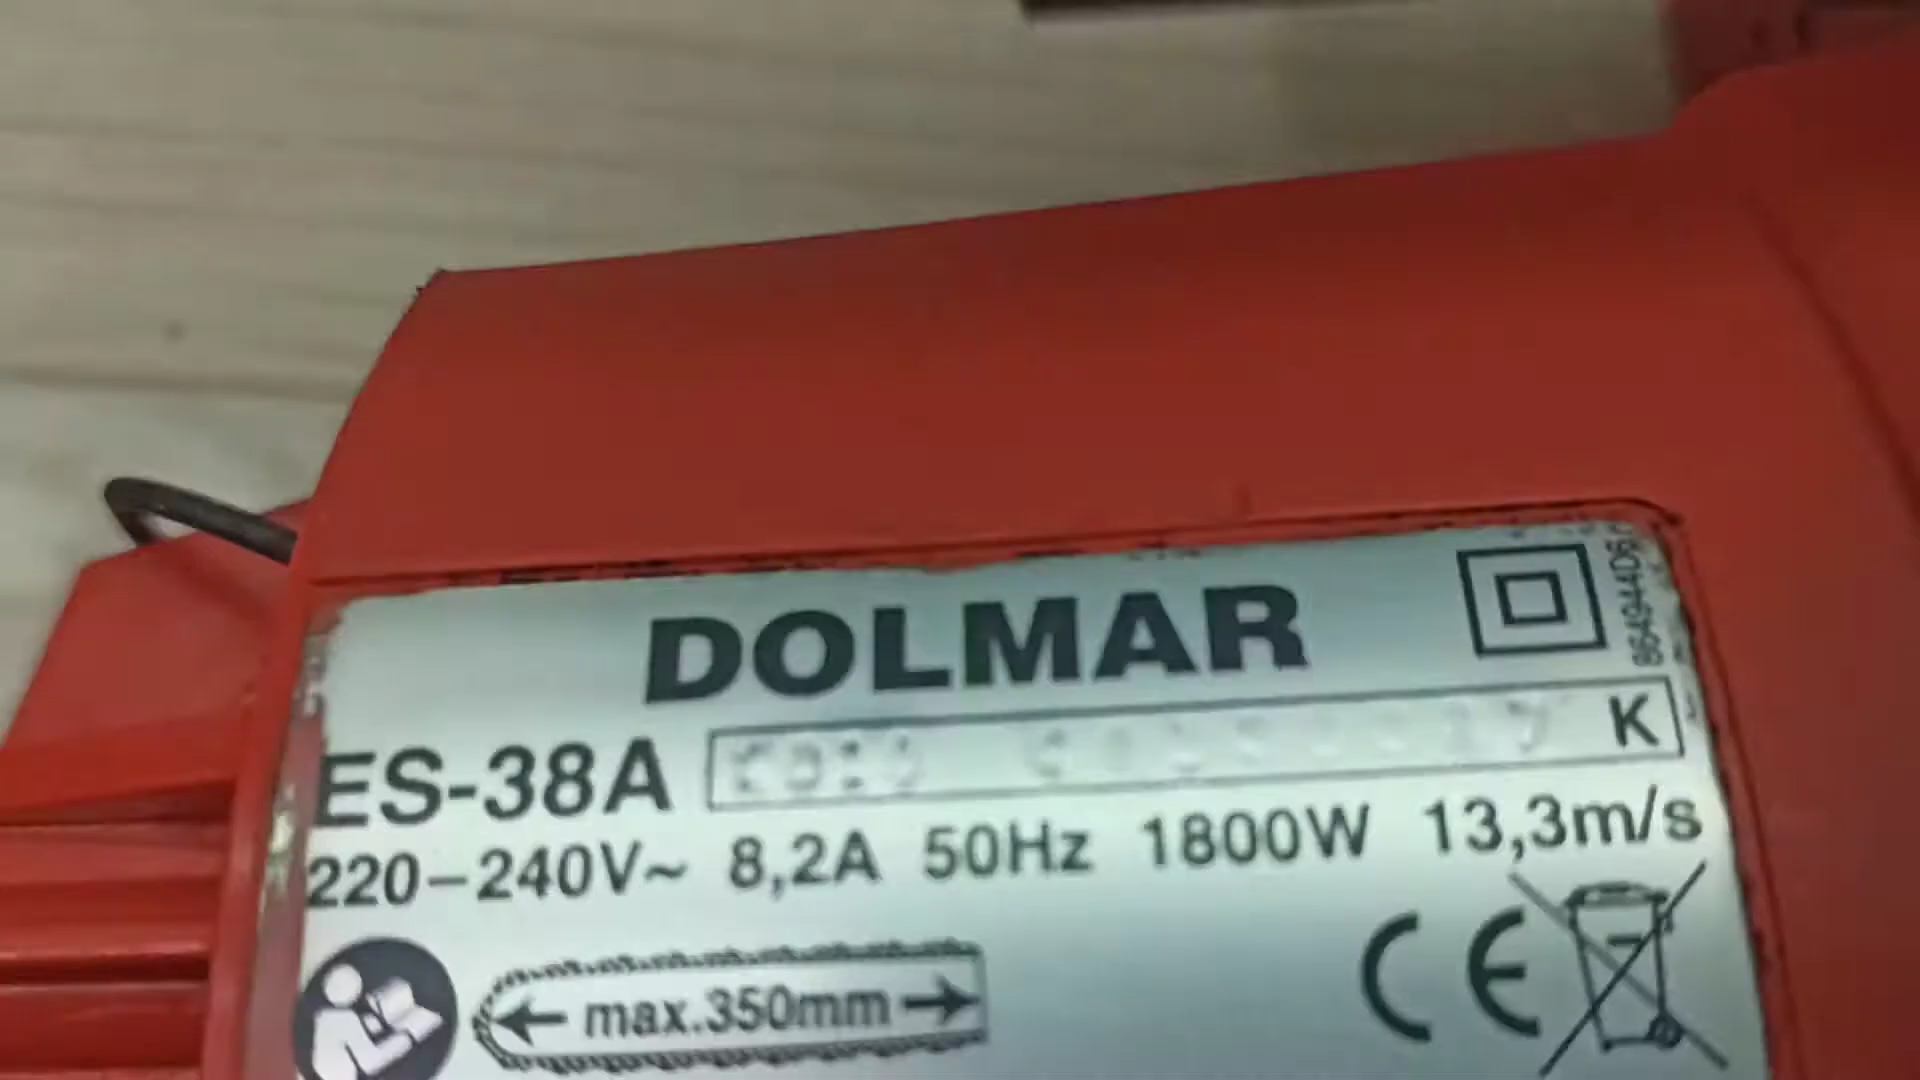 DOLMAR
ES-38A K
220–240V~ 8,2A 50Hz 1800W 13,3m/s
max.350mm
CE